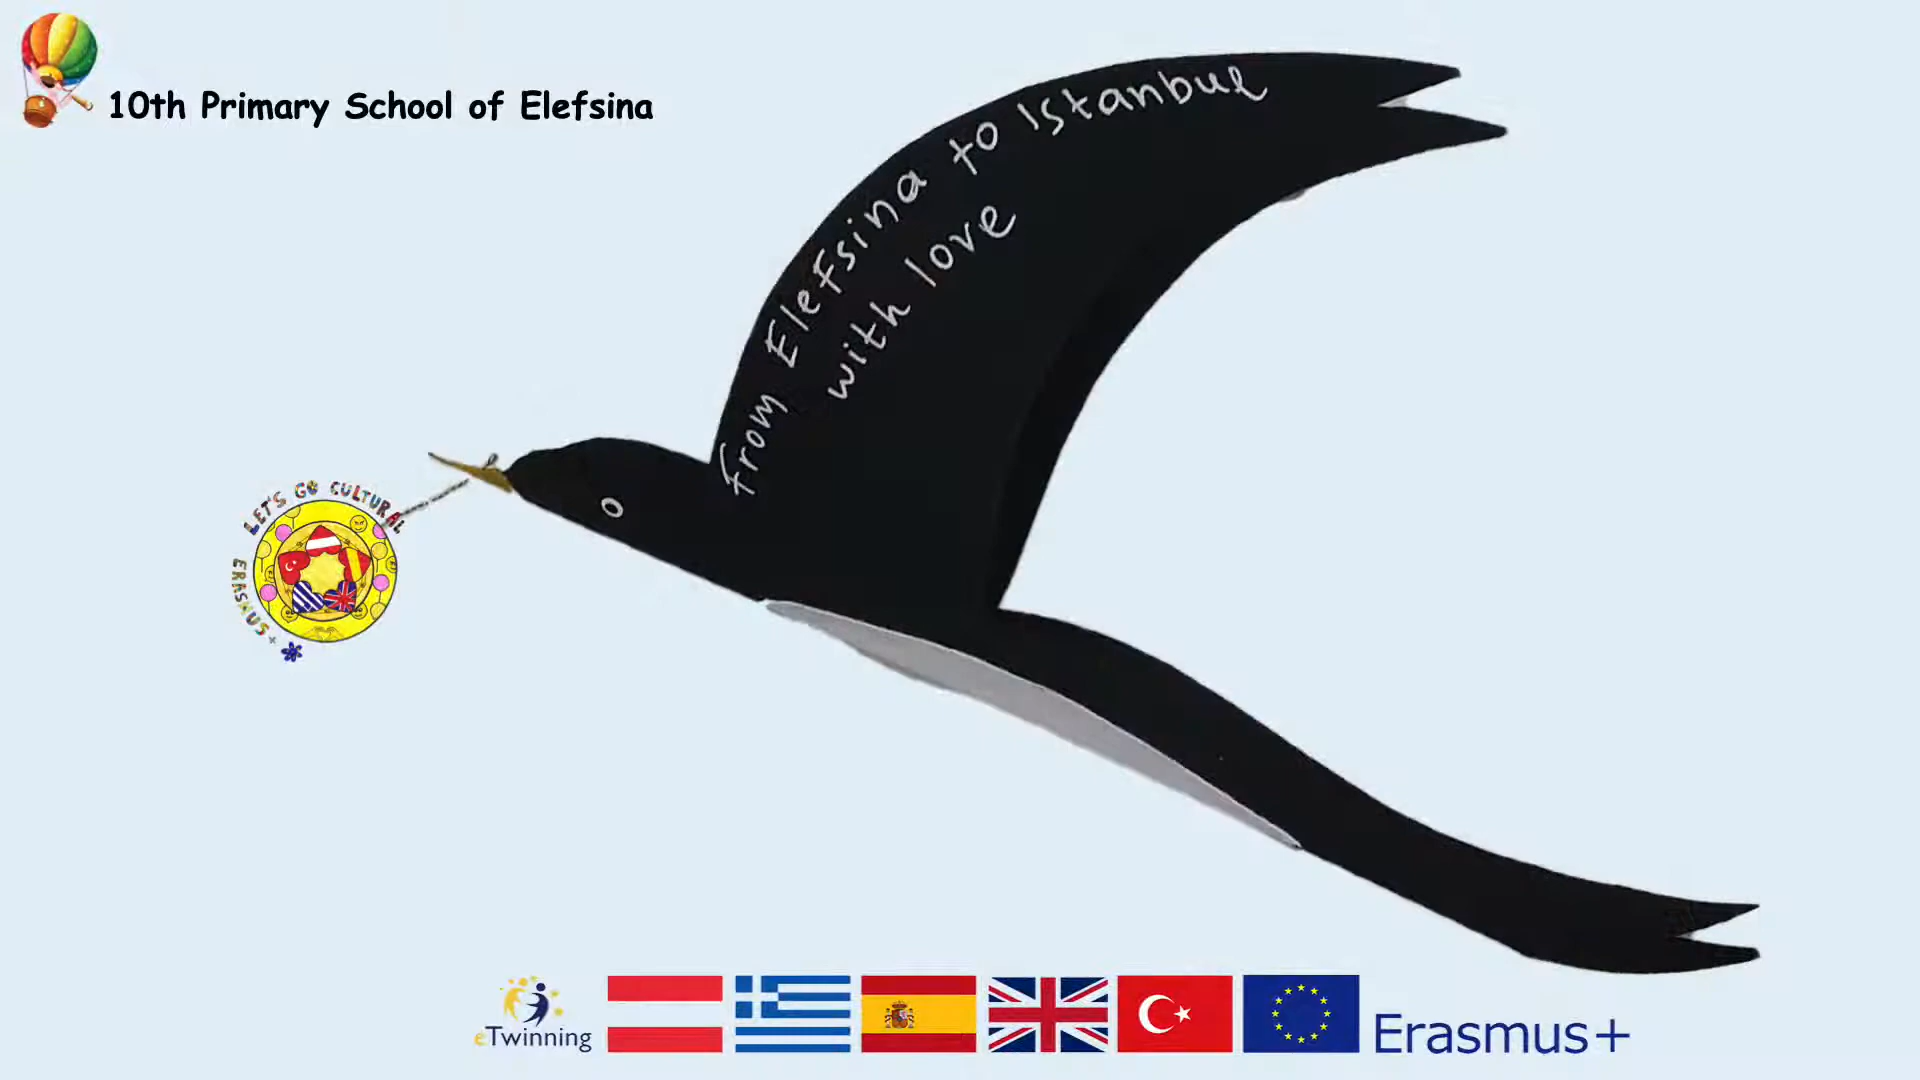 10th Primary School of Elefsina
From Elefsina to Istanbul
with love
LET'S GO CULTURAL
ERASMUS+
eTwinning
Erasmus+